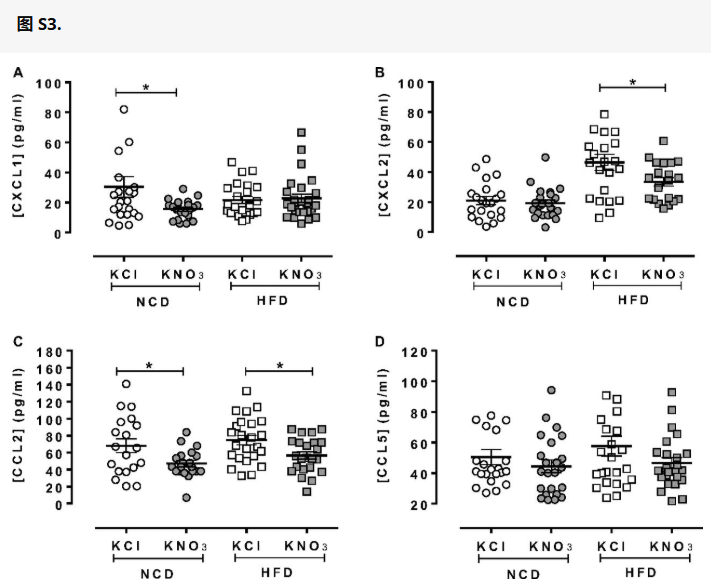 图 S3.
A
[CXCL1] (pg/ml)
100
80
60
40
20
0
*
KCl KNO3 KCl KNO3
NCD HFD
B
[CXCL2] (pg/ml)
100
80
60
40
20
0
*
KCl KNO3 KCl KNO3
NCD HFD
C
[CCL2] (pg/ml)
180
160
140
120
100
80
60
40
20
0
* *
KCl KNO3 KCl KNO3
NCD HFD
D
[CCL5] (pg/ml)
120
100
80
60
40
20
KCl KNO3 KCl KNO3
NCD HFD